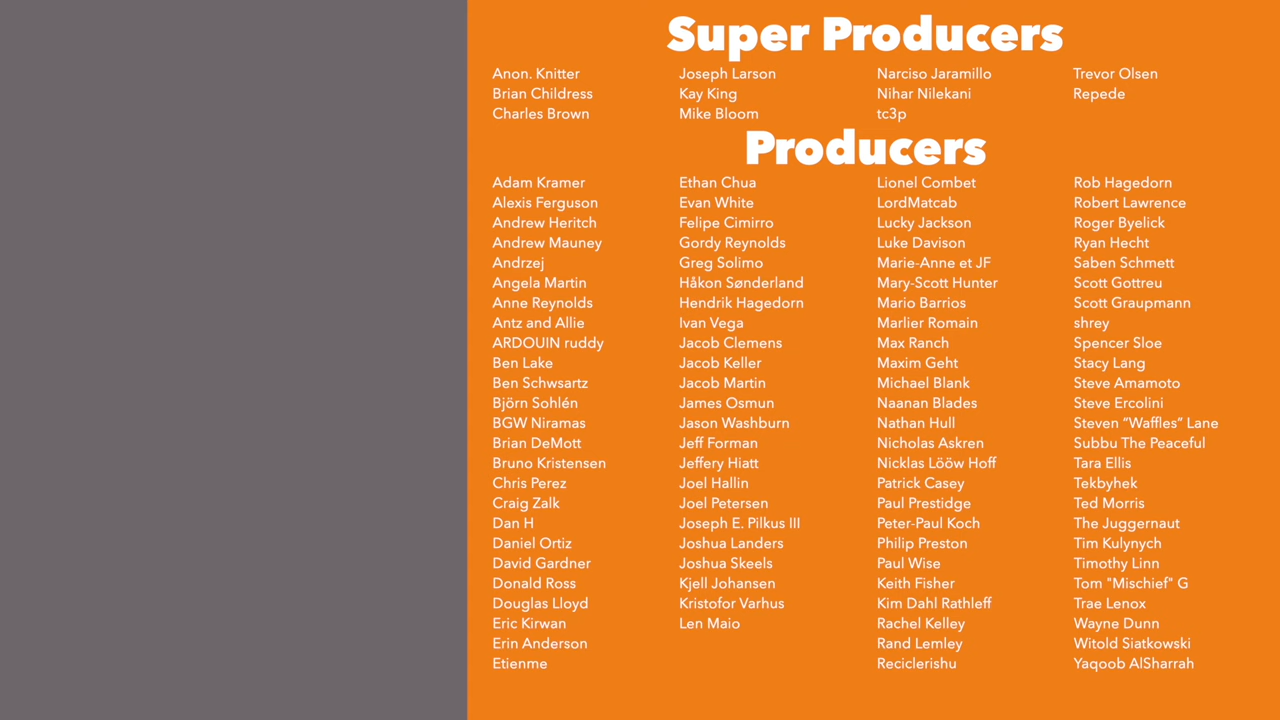 Super Producers
Anon. Knitter
Brian Childress
Charles Brown
Joseph Larson
Kay King
Mike Bloom
Narciso Jaramillo
Nihar Nilekani
tc3p
Trevor Olsen
Repede
Producers
Adam Kramer
Alexis Ferguson
Andrew Heritch
Andrew Mauney
Andrzej
Angela Martin
Anne Reynolds
Antz and Allie
ARDOUIN ruddy
Ben Lake
Ben Schwsartz
Björn Sohlén
BGW Niramas
Brian DeMott
Bruno Kristensen
Chris Perez
Craig Zalk
Dan H
Daniel Ortiz
David Gardner
Donald Ross
Douglas Lloyd
Eric Kirwan
Erin Anderson
Etienme
Ethan Chua
Evan White
Felipe Cimirro
Gordy Reynolds
Greg Solimo
Håkon Sønderland
Hendrik Hagedorn
Ivan Vega
Jacob Clemens
Jacob Keller
Jacob Martin
James Osmun
Jason Washburn
Jeff Forman
Jeffery Hiatt
Joel Hallin
Joel Petersen
Joseph E. Pilkus III
Joshua Landers
Joshua Skeels
Kjell Johansen
Kristofor Varhus
Len Maio
Lionel Combet
LordMatcab
Lucky Jackson
Luke Davison
Marie-Anne et JF
Mary-Scott Hunter
Mario Barrios
Marlier Romain
Max Ranch
Maxim Geht
Michael Blank
Naanan Blades
Nathan Hull
Nicholas Askren
Nicklas Lööw Hoff
Patrick Casey
Paul Prestidge
Peter-Paul Koch
Philip Preston
Paul Wise
Keith Fisher
Kim Dahl Rathleff
Rachel Kelley
Rand Lemley
Reciclerishu
Rob Hagedorn
Robert Lawrence
Roger Byelick
Ryan Hecht
Saben Schmett
Scott Gottreu
Scott Graupmann
shrey
Spencer Sloe
Stacy Lang
Steve Amamoto
Steve Ercolini
Steven “Waffles” Lane
Subbu The Peaceful
Tara Ellis
Tekbyhek
Ted Morris
The Juggernaut
Tim Kulynych
Timothy Linn
Tom "Mischief" G
Trae Lenox
Wayne Dunn
Witold Siatkowski
Yaqoob AlSharrah